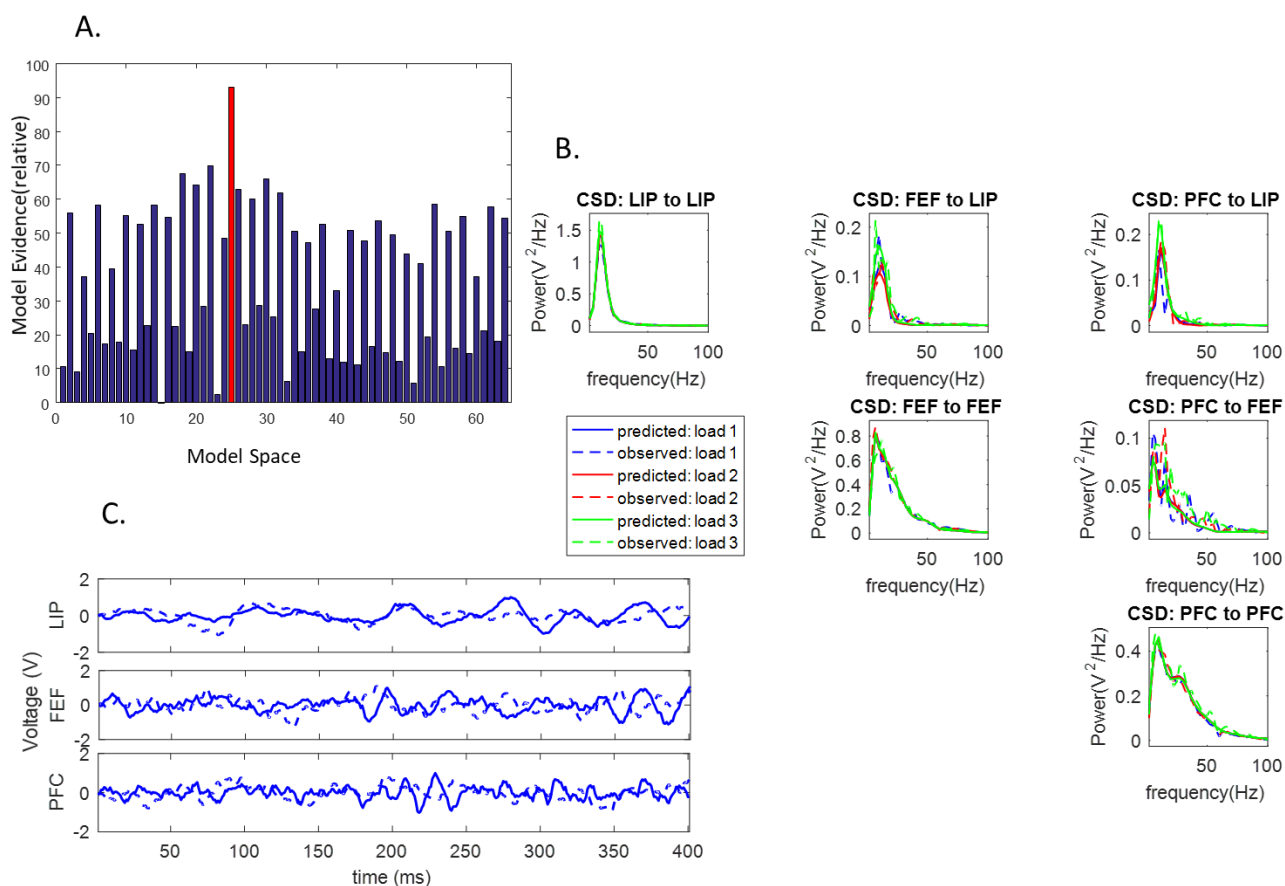 A.
100
90
80
70
60
50
40
30
20
10
0
Model Evidence(relative)
0 10 20 30 40 50 60
Model Space
B.
CSD: LIP to LIP
Power(V²/Hz)
1.5
1
0.5
0
50 100
frequency(Hz)
CSD: FEF to LIP
Power(V²/Hz)
0.2
0.1
0
50 100
frequency(Hz)
CSD: PFC to LIP
Power(V²/Hz)
0.2
0.1
0
50 100
frequency(Hz)
predicted: load 1
observed: load 1
predicted: load 2
observed: load 2
predicted: load 3
observed: load 3
CSD: FEF to FEF
Power(V²/Hz)
0.8
0.6
0.4
0.2
0
50 100
frequency(Hz)
CSD: PFC to FEF
Power(V²/Hz)
0.1
0.05
0
50 100
frequency(Hz)
CSD: PFC to PFC
Power(V²/Hz)
0.4
0.2
0
50 100
frequency(Hz)
C.
Voltage (V)
LIP
2
0
-2
FEF
2
0
-2
PFC
2
0
-2
50 100 150 200 250 300 350 400
time (ms)